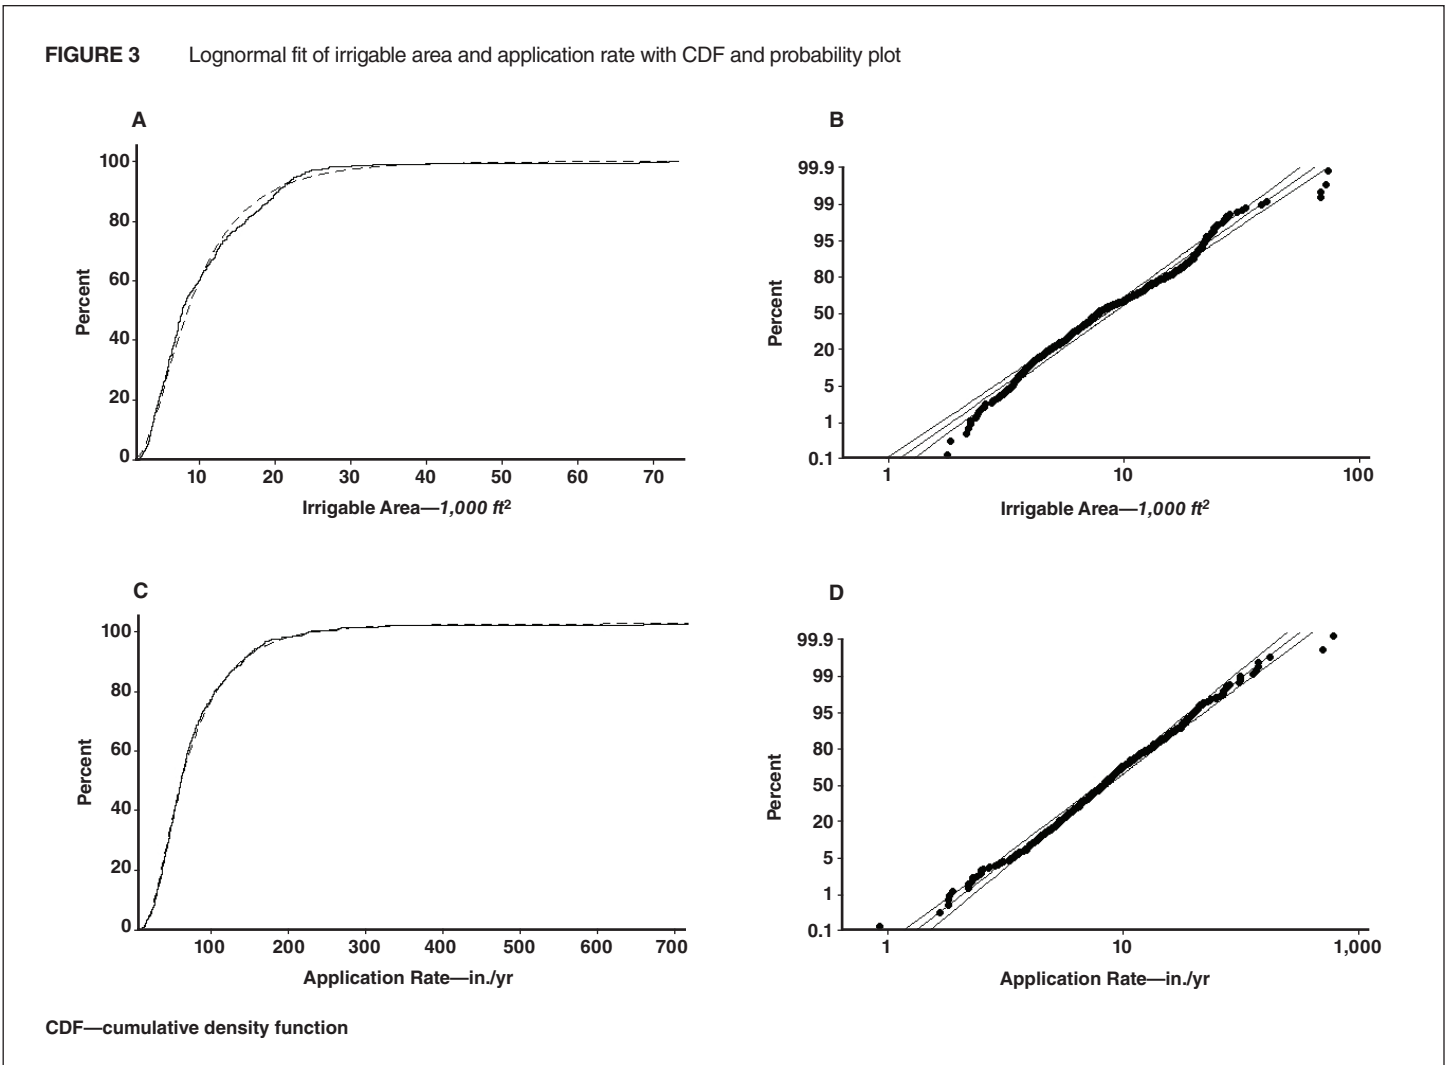 FIGURE 3 Lognormal fit of irrigable area and application rate with CDF and probability plot
A
100
80
60
40
20
0
Percent
10 20 30 40 50 60 70
Irrigable Area—1,000 ft²
B
99.9
99
95
80
50
20
5
1
0.1
Percent
1 10 100
Irrigable Area—1,000 ft²
C
100
80
60
40
20
0
Percent
100 200 300 400 500 600 700
Application Rate—in./yr
D
99.9
99
95
80
50
20
5
1
0.1
Percent
1 10 1,000
Application Rate—in./yr
CDF—cumulative density function